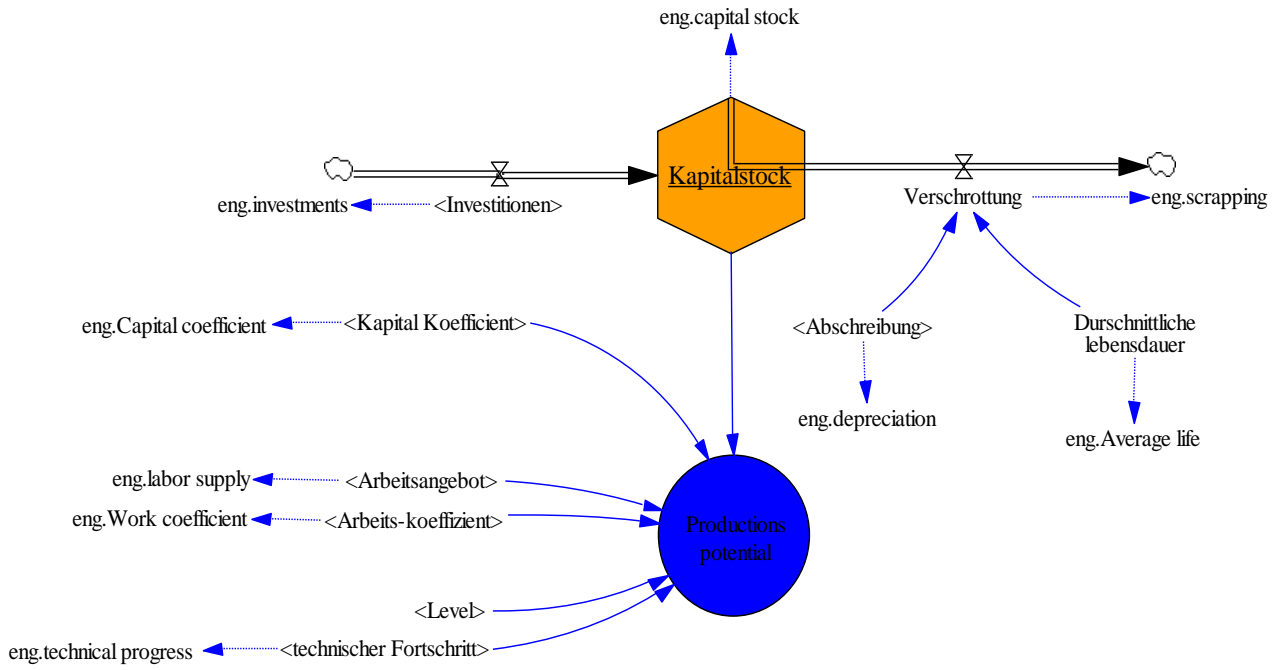 eng.capital stock
Kapitalstock
eng.investments
<Investitionen>
Verschrottung
eng.scrapping
eng.Capital coefficient
<Kapital Koefficient>
<Abschreibung>
Durschnittliche
lebensdauer
eng.depreciation
eng.Average life
eng.labor supply
<Arbeitsangebot>
eng.Work coefficient
<Arbeits-koeffizient>
Productions
potential
<Level>
eng.technical progress
<technischer Fortschritt>